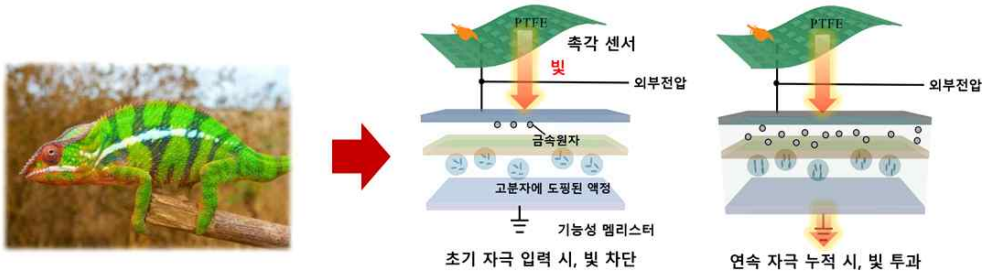 PTFE
촉각 센서
빛
외부전압
금속원자
고분자에 도핑된 액정
기능성 멤리스터
초기 자극 입력 시, 빛 차단
PTFE
외부전압
연속 자극 누적 시, 빛 투과